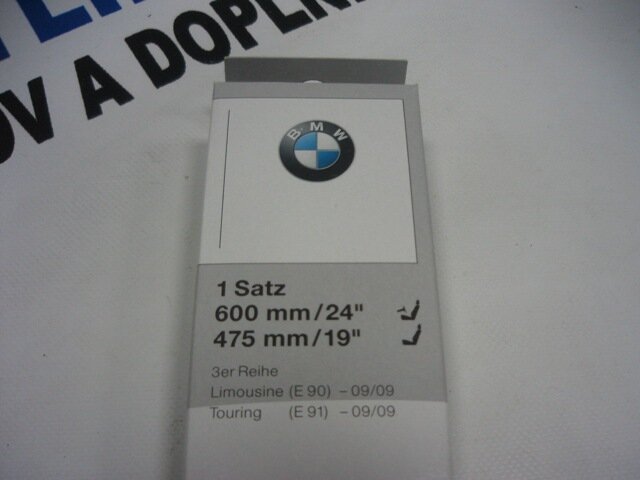 OV A DOPLN
BMW
1 Satz
600 mm/24"
475 mm/19"
3er Reihe
Limousine (E 90) – 09/09
Touring (E 91) – 09/09